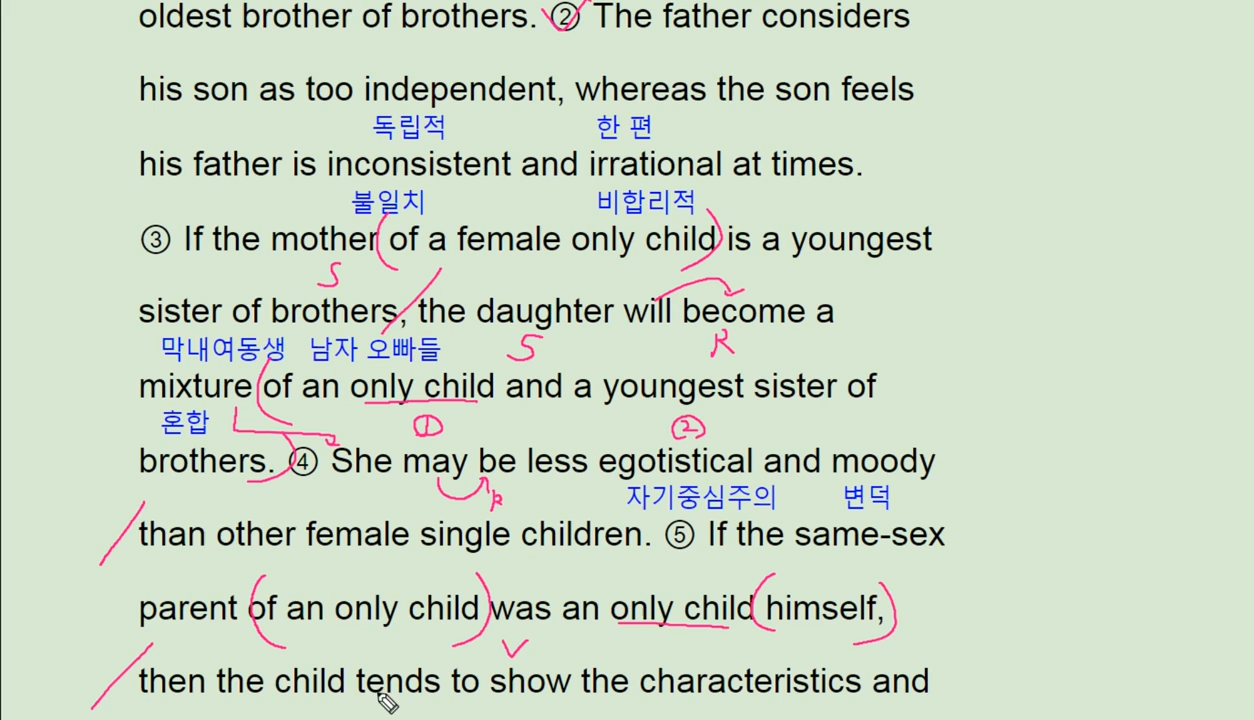 oldest brother of brothers. ② The father considers
his son as too independent, whereas the son feels
독립적 한 편
his father is inconsistent and irrational at times.
불일치 비합리적
③ If the mother of a female only child is a youngest
S
sister of brothers, the daughter will become a
막내여동생 남자 오빠들 S R
mixture of an only child and a youngest sister of
혼합 ① ②
brothers. ④ She may be less egotistical and moody
R 자기중심주의 변덕
than other female single children. ⑤ If the same-sex
parent of an only child was an only child himself,
V
then the child tends to show the characteristics and